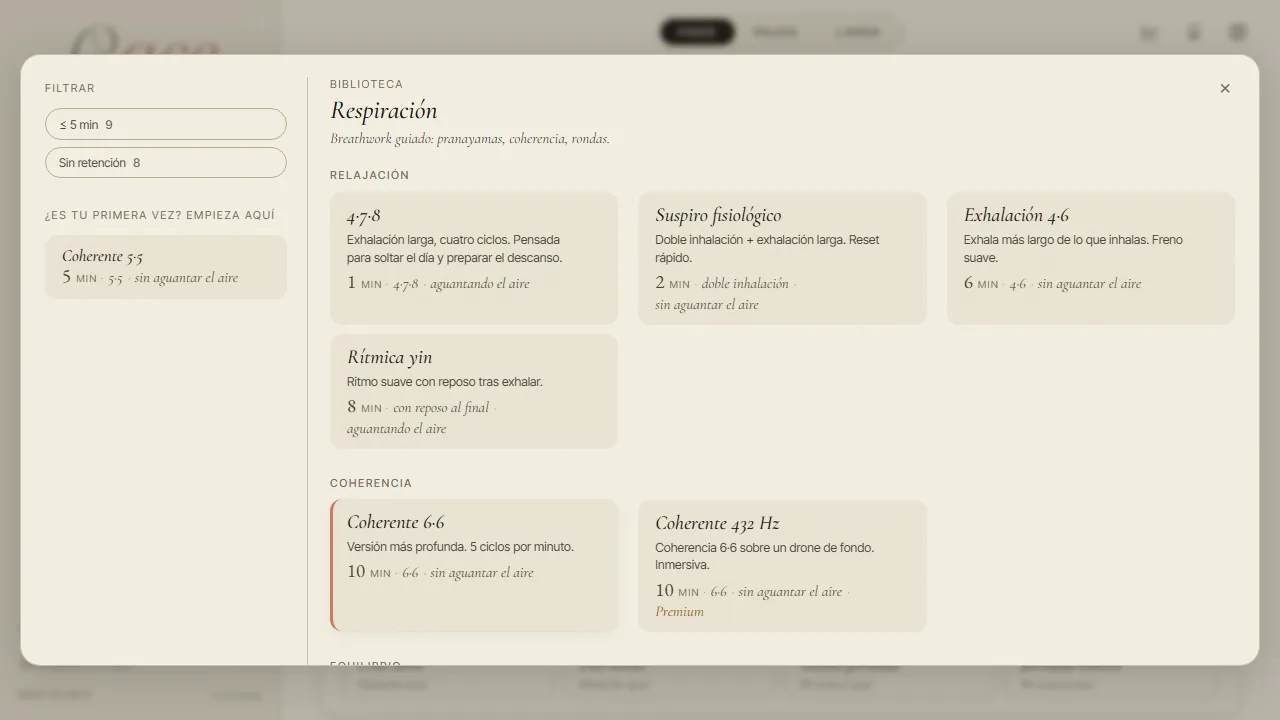 FILTRAR
≤ 5 min 9
Sin retención 8
¿ES TU PRIMERA VEZ? EMPIEZA AQUÍ
Coherente 5·5
5 MIN · 5·5 · sin aguantar el aire
BIBLIOTECA
Respiración
Breathwork guiado: pranayamas, coherencia, rondas.
×
RELAJACIÓN
4·7·8
Exhalación larga, cuatro ciclos. Pensada
para soltar el día y preparar el descanso.
1 MIN · 4·7·8 · aguantando el aire
Suspiro fisiológico
Doble inhalación + exhalación larga. Reset
rápido.
2 MIN · doble inhalación ·
sin aguantar el aire
Exhalación 4·6
Exhala más largo de lo que inhalas. Freno
suave.
6 MIN · 4·6 · sin aguantar el aire
Rítmica yin
Ritmo suave con reposo tras exhalar.
8 MIN · con reposo al final ·
aguantando el aire
COHERENCIA
Coherente 6·6
Versión más profunda. 5 ciclos por minuto.
10 MIN · 6·6 · sin aguantar el aire
Coherente 432 Hz
Coherencia 6·6 sobre un drone de fondo.
Inmersiva.
10 MIN · 6·6 · sin aguantar el aire ·
Premium
EQUILIBRIO